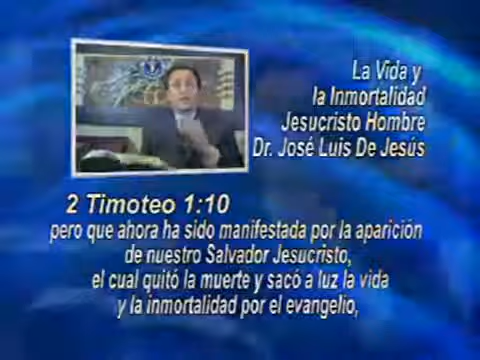 La Vida y
la Inmortalidad
Jesucristo Hombre
Dr. José Luis De Jesús
2 Timoteo 1:10
pero que ahora ha sido manifestada por la aparición
de nuestro Salvador Jesucristo,
el cual quitó la muerte y sacó a luz la vida
y la inmortalidad por el evangelio,